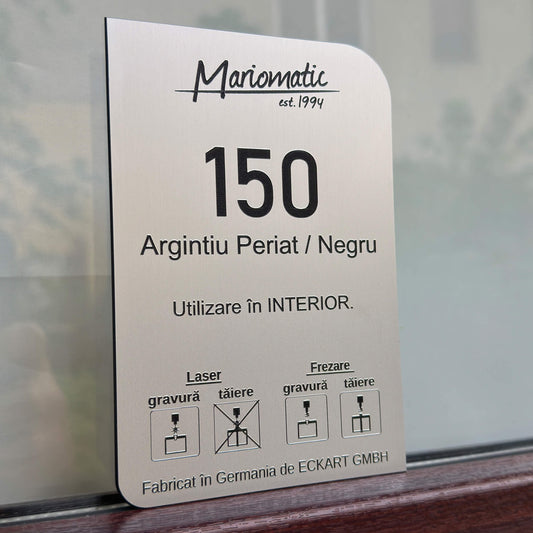 Mariomatic
est. 1994
150
Argintiu Periat / Negru
Utilizare în INTERIOR.
Laser
gravură tăiere
Frezare
gravură tăiere
Fabricat în Germania de ECKART GMBH